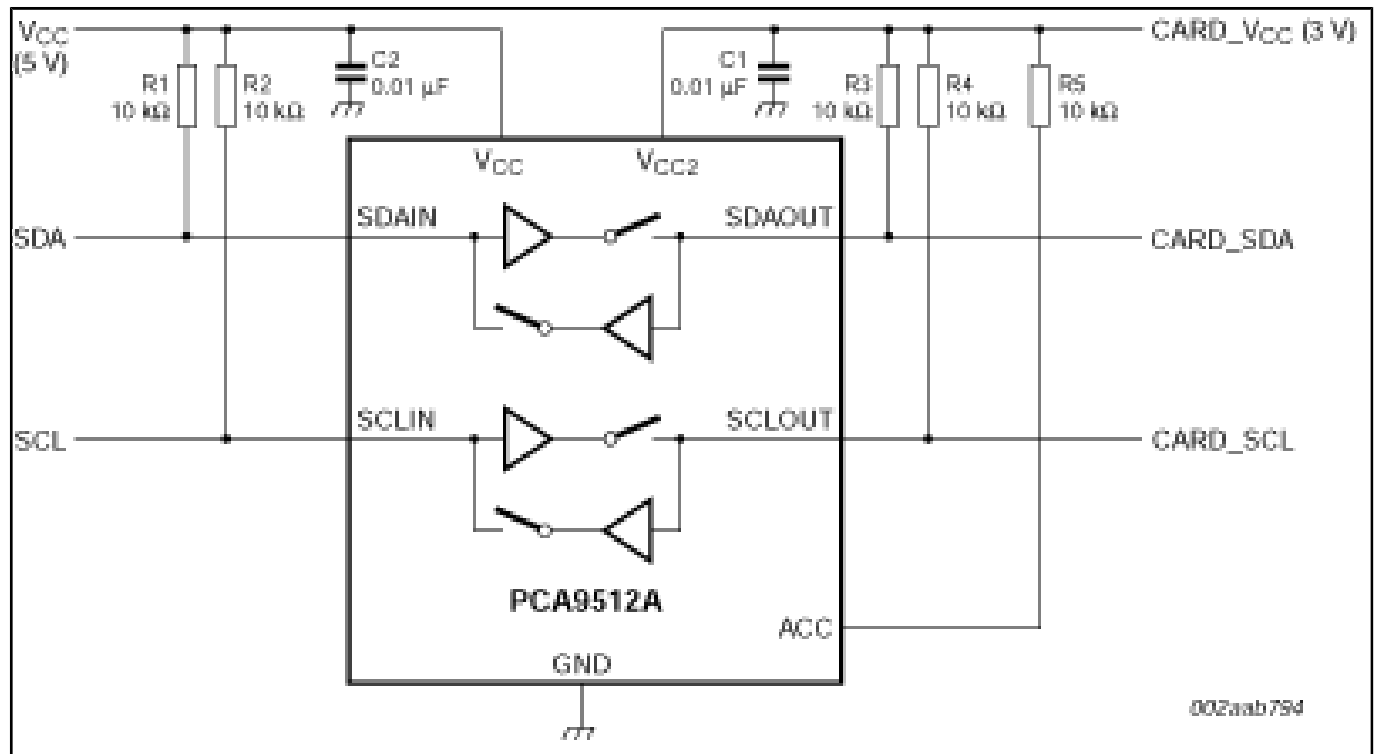 VCC
(5 V)
R1
10 kΩ
R2
10 kΩ
C2
0.01 µF
C1
0.01 µF
R3
10 kΩ
R4
10 kΩ
R5
10 kΩ
CARD_VCC (3 V)
VCC
VCC2
SDA
SDAIN
SDAOUT
CARD_SDA
SCL
SCLIN
SCLOUT
CARD_SCL
PCA9512A
ACC
GND
002aab794